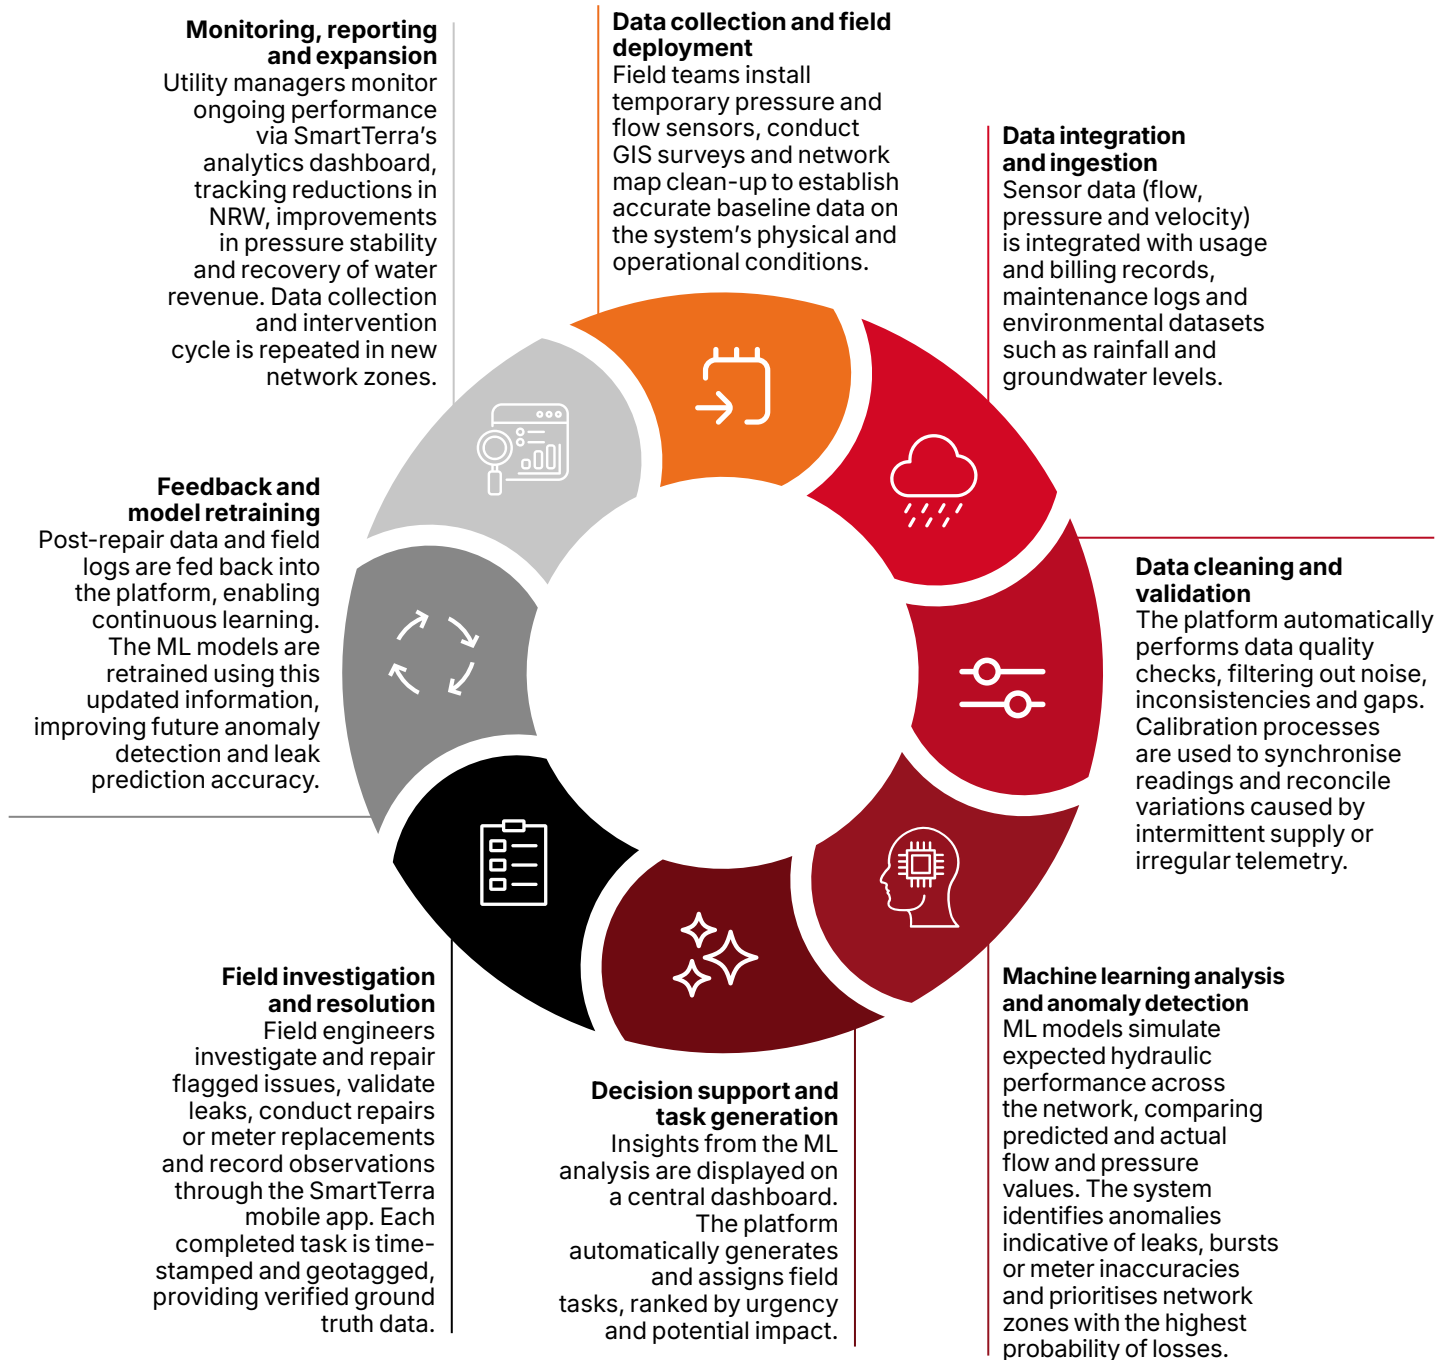 Data collection and field
deployment
Field teams install
temporary pressure and
flow sensors, conduct
GIS surveys and network
map clean-up to establish
accurate baseline data on
the system's physical and
operational conditions.
Data integration
and ingestion
Sensor data (flow,
pressure and velocity)
is integrated with usage
and billing records,
maintenance logs and
environmental datasets
such as rainfall and
groundwater levels.
Data cleaning and
validation
The platform automatically
performs data quality
checks, filtering out noise,
inconsistencies and gaps.
Calibration processes
are used to synchronise
readings and reconcile
variations caused by
intermittent supply or
irregular telemetry.
Machine learning analysis
and anomaly detection
ML models simulate
expected hydraulic
performance across
the network, comparing
predicted and actual
flow and pressure
values. The system
identifies anomalies
indicative of leaks, bursts
or meter inaccuracies
and prioritises network
zones with the highest
probability of losses.
Decision support and
task generation
Insights from the ML
analysis are displayed on
a central dashboard.
The platform
automatically generates
and assigns field
tasks, ranked by urgency
and potential impact.
Field investigation
and resolution
Field engineers
investigate and repair
flagged issues, validate
leaks, conduct repairs
or meter replacements
and record observations
through the SmartTerra
mobile app. Each
completed task is time-
stamped and geotagged,
providing verified ground
truth data.
Feedback and
model retraining
Post-repair data and field
logs are fed back into
the platform, enabling
continuous learning.
The ML models are
retrained using this
updated information,
improving future anomaly
detection and leak
prediction accuracy.
Monitoring, reporting
and expansion
Utility managers monitor
ongoing performance
via SmartTerra's
analytics dashboard,
tracking reductions in
NRW, improvements
in pressure stability
and recovery of water
revenue. Data collection
and intervention
cycle is repeated in new
network zones.